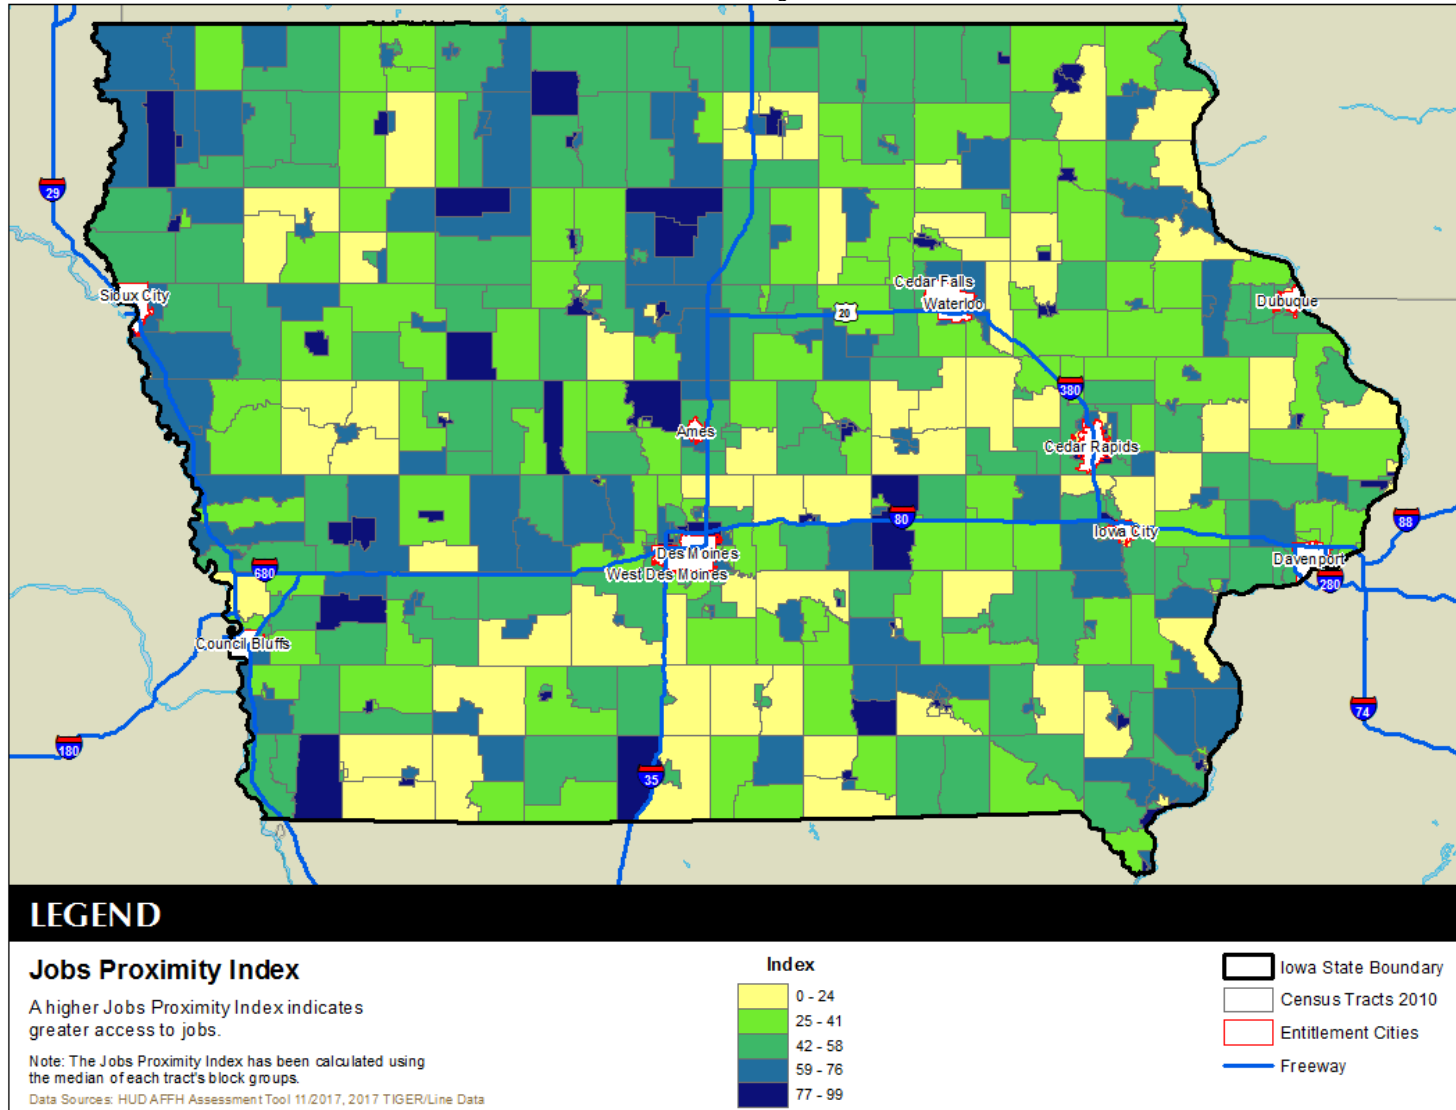 29
Sioux City
Cedar Falls
Waterloo
20
Dubuque
380
Ames
Cedar Rapids
80
88
Iowa City
Des Moines
Davenport
West Des Moines
680
280
Council Bluffs
74
180
35
LEGEND
Jobs Proximity Index
A higher Jobs Proximity Index indicates
greater access to jobs.
Note: The Jobs Proximity Index has been calculated using
the median of each tract's block groups.
Data Sources: HUD AFFH Assessment Tool 11/2017, 2017 TIGER/Line Data
Index
0 - 24
25 - 41
42 - 58
59 - 76
77 - 99
Iowa State Boundary
Census Tracts 2010
Entitlement Cities
Freeway